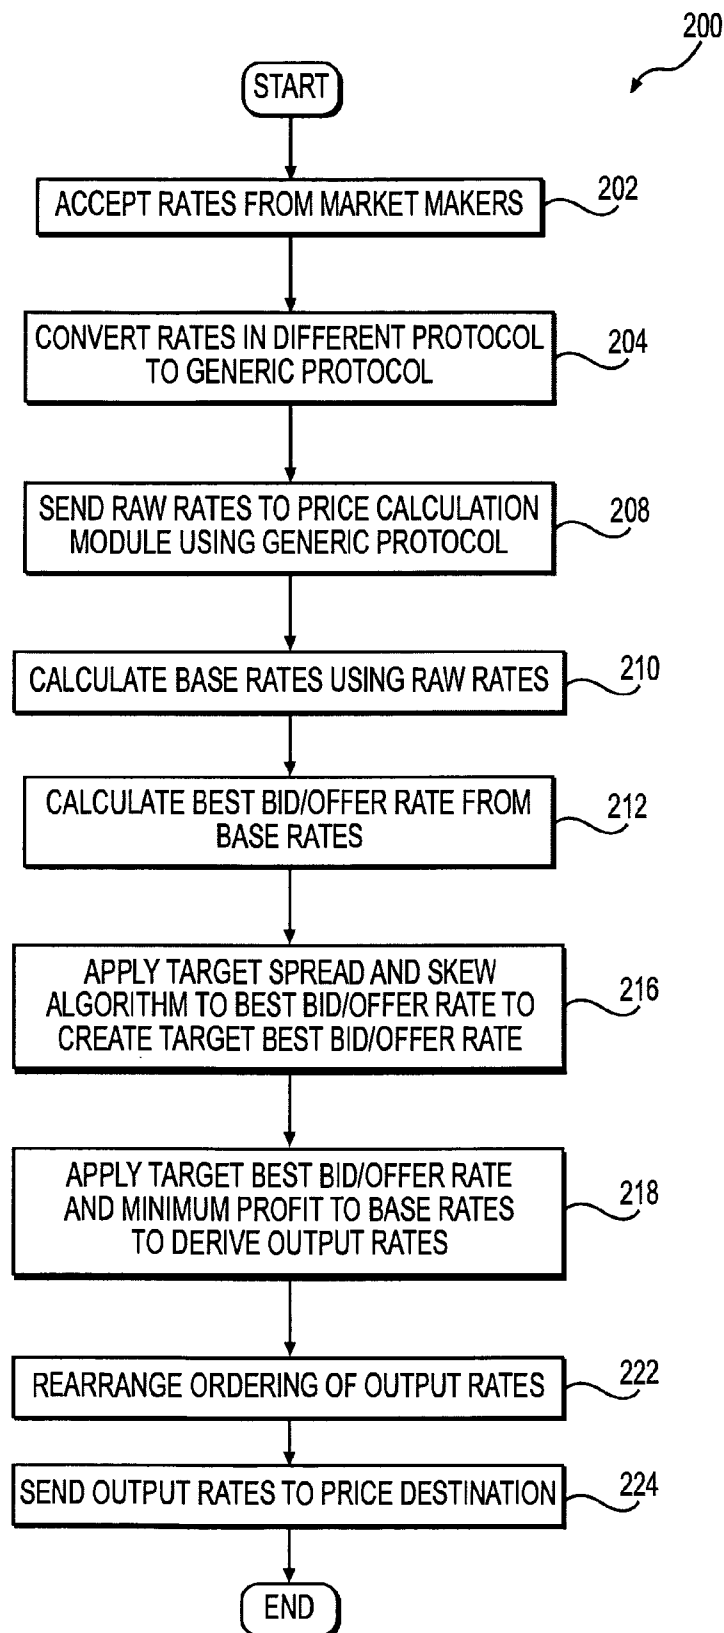 200
START
ACCEPT RATES FROM MARKET MAKERS
202
CONVERT RATES IN DIFFERENT PROTOCOL
TO GENERIC PROTOCOL
204
SEND RAW RATES TO PRICE CALCULATION
MODULE USING GENERIC PROTOCOL
208
CALCULATE BASE RATES USING RAW RATES
210
CALCULATE BEST BID/OFFER RATE FROM
BASE RATES
212
APPLY TARGET SPREAD AND SKEW
ALGORITHM TO BEST BID/OFFER RATE TO
CREATE TARGET BEST BID/OFFER RATE
216
APPLY TARGET BEST BID/OFFER RATE
AND MINIMUM PROFIT TO BASE RATES
TO DERIVE OUTPUT RATES
218
REARRANGE ORDERING OF OUTPUT RATES
222
SEND OUTPUT RATES TO PRICE DESTINATION
224
END